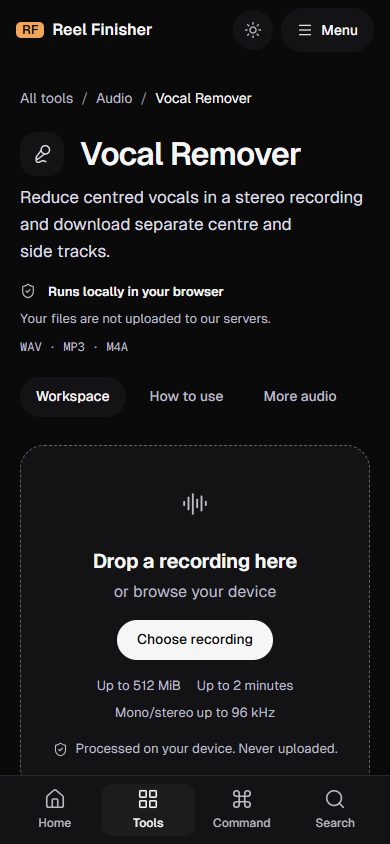 RF Reel Finisher
Menu
All tools / Audio / Vocal Remover
Vocal Remover
Reduce centred vocals in a stereo recording
and download separate centre and
side tracks.
Runs locally in your browser
Your files are not uploaded to our servers.
WAV · MP3 · M4A
Workspace How to use More audio
Drop a recording here
or browse your device
Choose recording
Up to 512 MiB Up to 2 minutes
Mono/stereo up to 96 kHz
Processed on your device. Never uploaded.
Home Tools Command Search